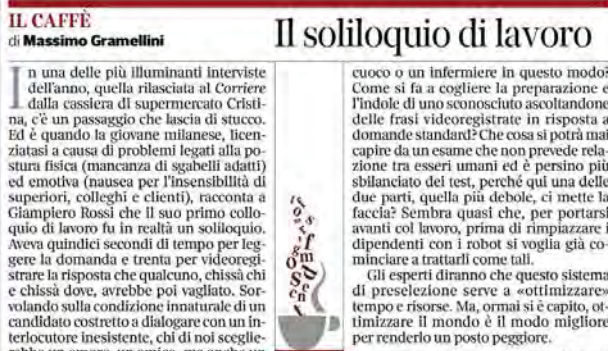 IL CAFFÈ
di Massimo Gramellini
Il soliloquio di lavoro
In una delle più illuminanti interviste
dell'anno, quella rilasciata al Corriere
dalla cassiera di supermercato Cristi-
na, c'è un passaggio che lascia di stucco.
Ed è quando la giovane milanese, licen-
ziatasi a causa di problemi legati alla po-
stura fisica (mancanza di sgabelli adatti)
ed emotiva (nausea per l'insensibilità di
superiori, colleghi e clienti), racconta a
Giampiero Rossi che il suo primo collo-
quio di lavoro fu in realtà un soliloquio.
Aveva quindici secondi di tempo per leg-
gere la domanda e trenta per videoregi-
strare la risposta che qualcuno, chissà chi
e chissà dove, avrebbe poi vagliato. Sor-
volando sulla condizione innaturale di un
candidato costretto a dialogare con un in-
terlocutore inesistente, chi di noi sceglie-
rebbe un amore, un amico, ma anche un
cuoco o un infermiere in questo modo?
Come si fa a cogliere la preparazione e
l'indole di uno sconosciuto ascoltandone
delle frasi videoregistrate in risposta a
domande standard? Che cosa si potrà mai
capire da un esame che non prevede rela-
zione tra esseri umani ed è persino più
sbilanciato dei test, perché qui una delle
due parti, quella più debole, ci mette la
faccia? Sembra quasi che, per portarsi
avanti col lavoro, prima di rimpiazzare i
dipendenti con i robot si voglia già co-
minciare a trattarli come tali.
Gli esperti diranno che questo sistema
di preselezione serve a «ottimizzare»
tempo e risorse. Ma, ormai si è capito, ot-
timizzare il mondo è il modo migliore
per renderlo un posto peggiore.